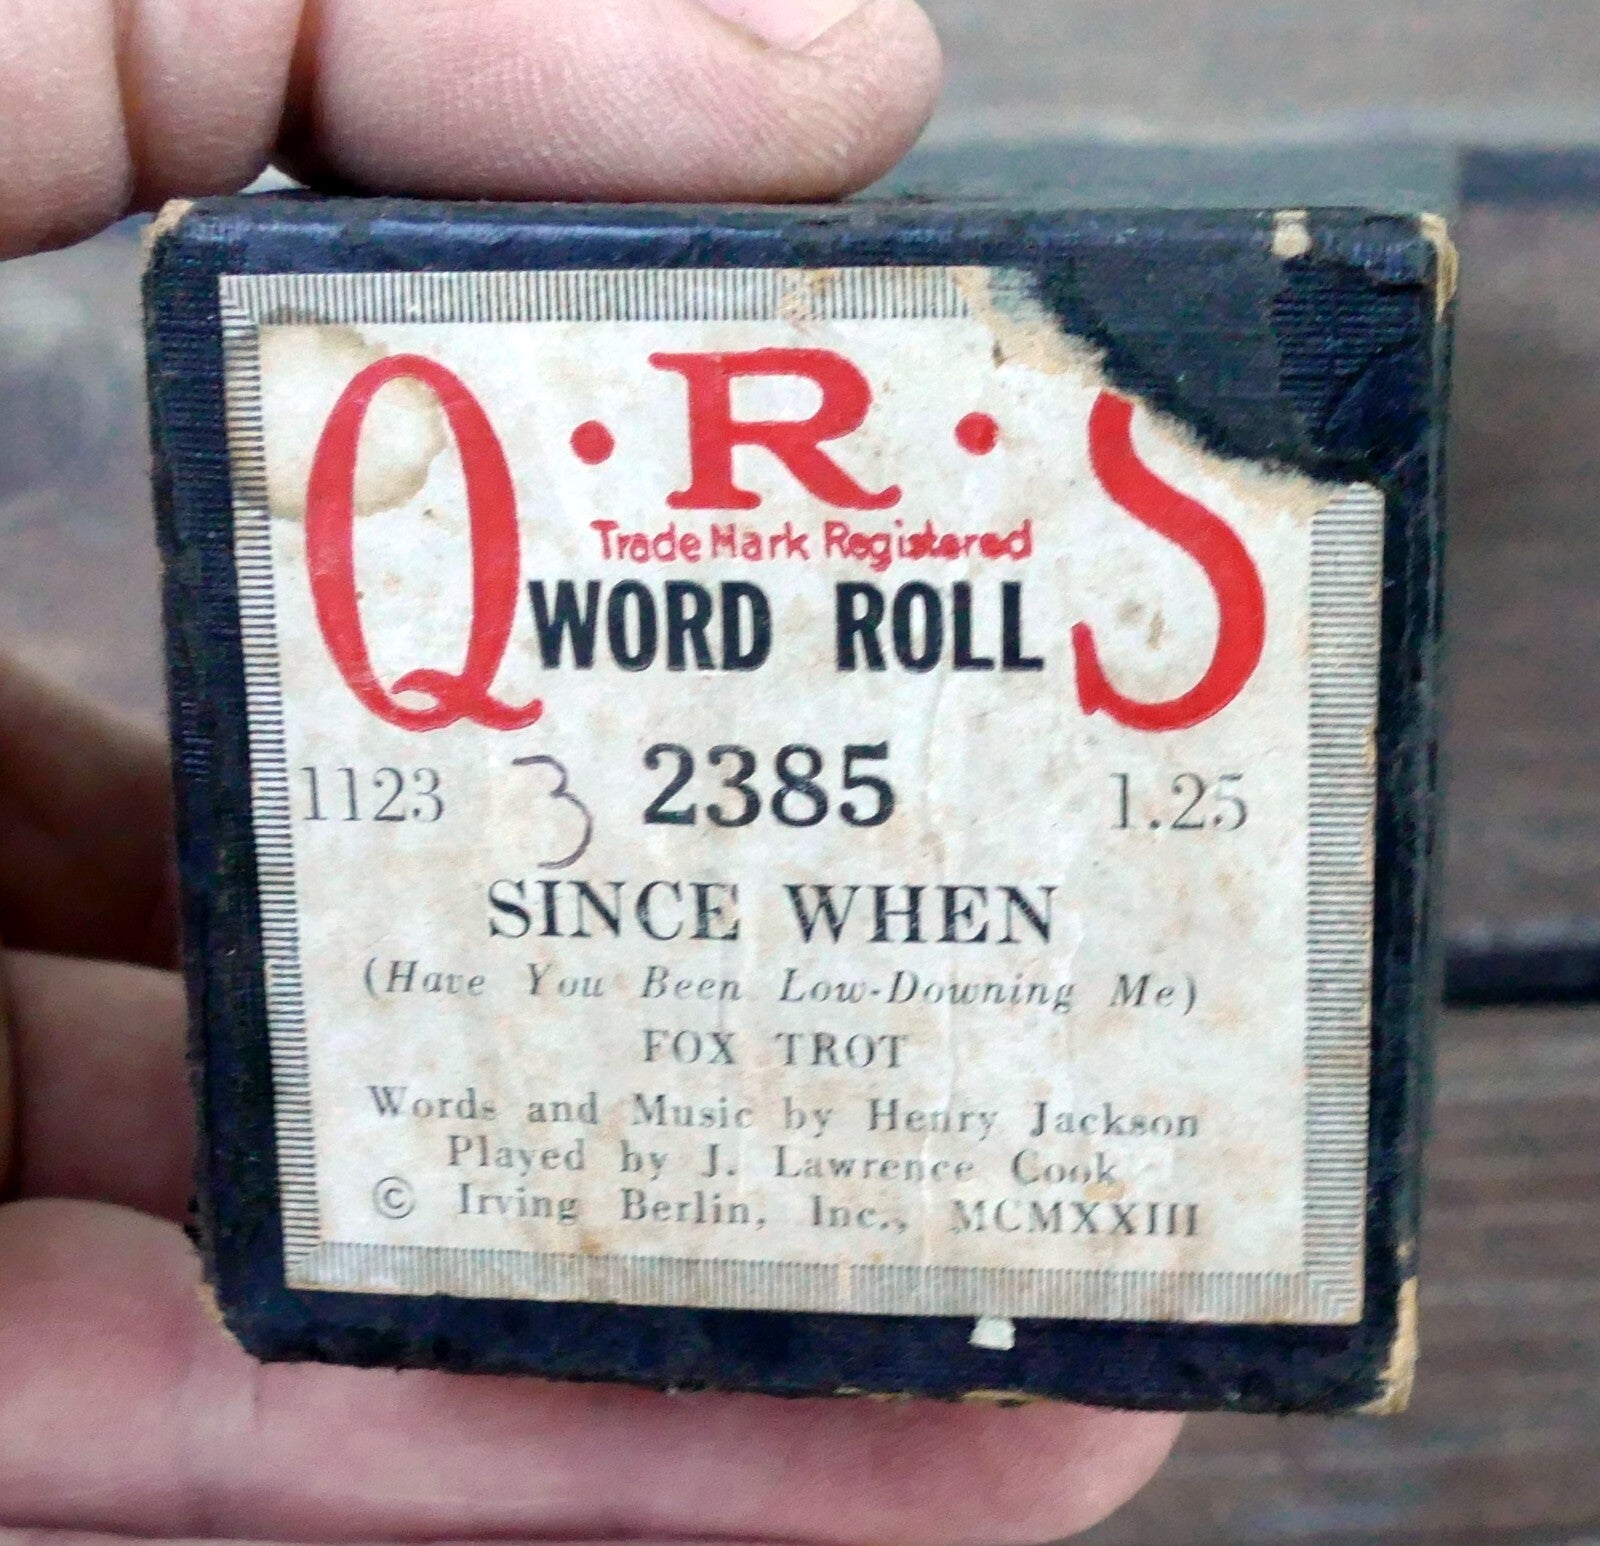 Q·R·S
Trade Mark Registered
WORD ROLL
1123 3 2385 1.25
SINCE WHEN
(Have You Been Low-Downing Me)
FOX TROT
Words and Music by Henry Jackson
Played by J. Lawrence Cook
© Irving Berlin, Inc., MCMXXIII